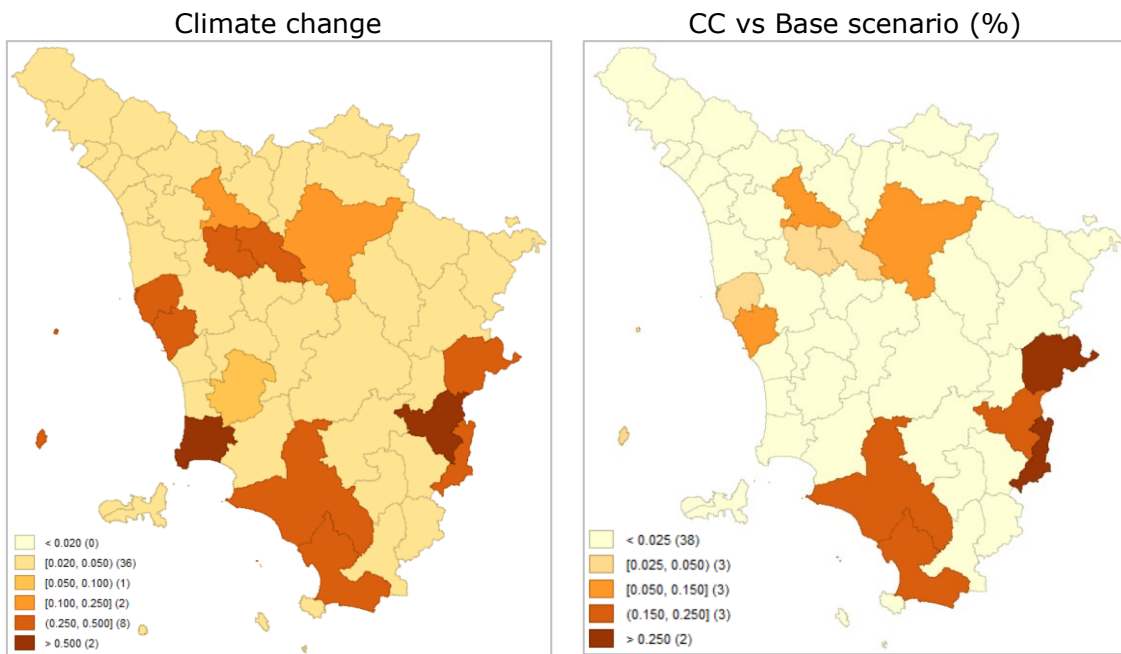 Climate change
< 0.020 (0)
[0.020, 0.050) (36)
[0.050, 0.100) (1)
[0.100, 0.250] (2)
(0.250, 0.500] (8)
> 0.500 (2)
CC vs Base scenario (%)
< 0.025 (38)
[0.025, 0.050) (3)
[0.050, 0.150] (3)
(0.150, 0.250] (3)
> 0.250 (2)